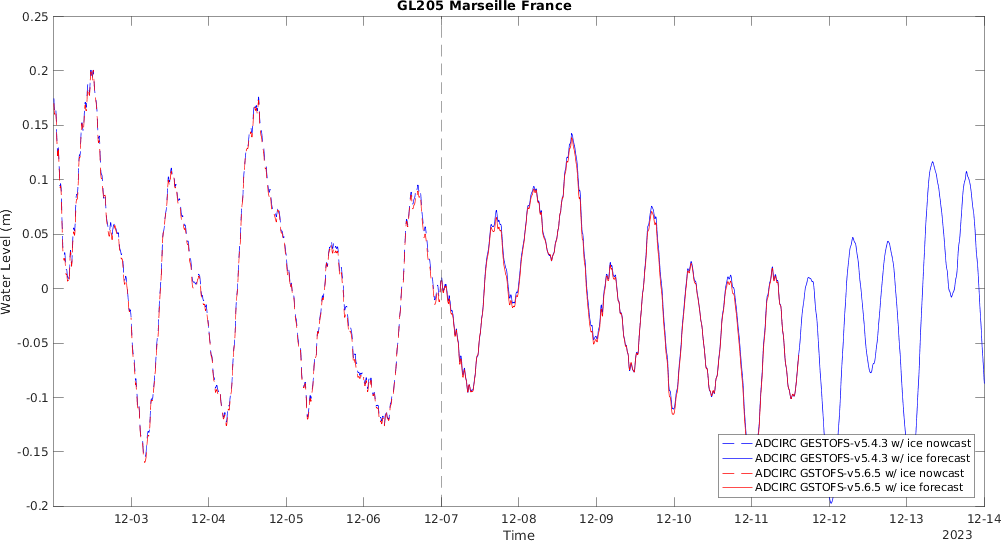 GL205 Marseille France
0.25
0.2
0.15
0.1
0.05
0
-0.05
-0.1
-0.15
-0.2
Water Level (m)
ADCIRC GESTOFS-v5.4.3 w/ ice nowcast
ADCIRC GESTOFS-v5.4.3 w/ ice forecast
ADCIRC GSTOFS-v5.6.5 w/ ice nowcast
ADCIRC GSTOFS-v5.6.5 w/ ice forecast
12-03 12-04 12-05 12-06 12-07 12-08 12-09 12-10 12-11 12-12 12-13 12-14
Time
2023